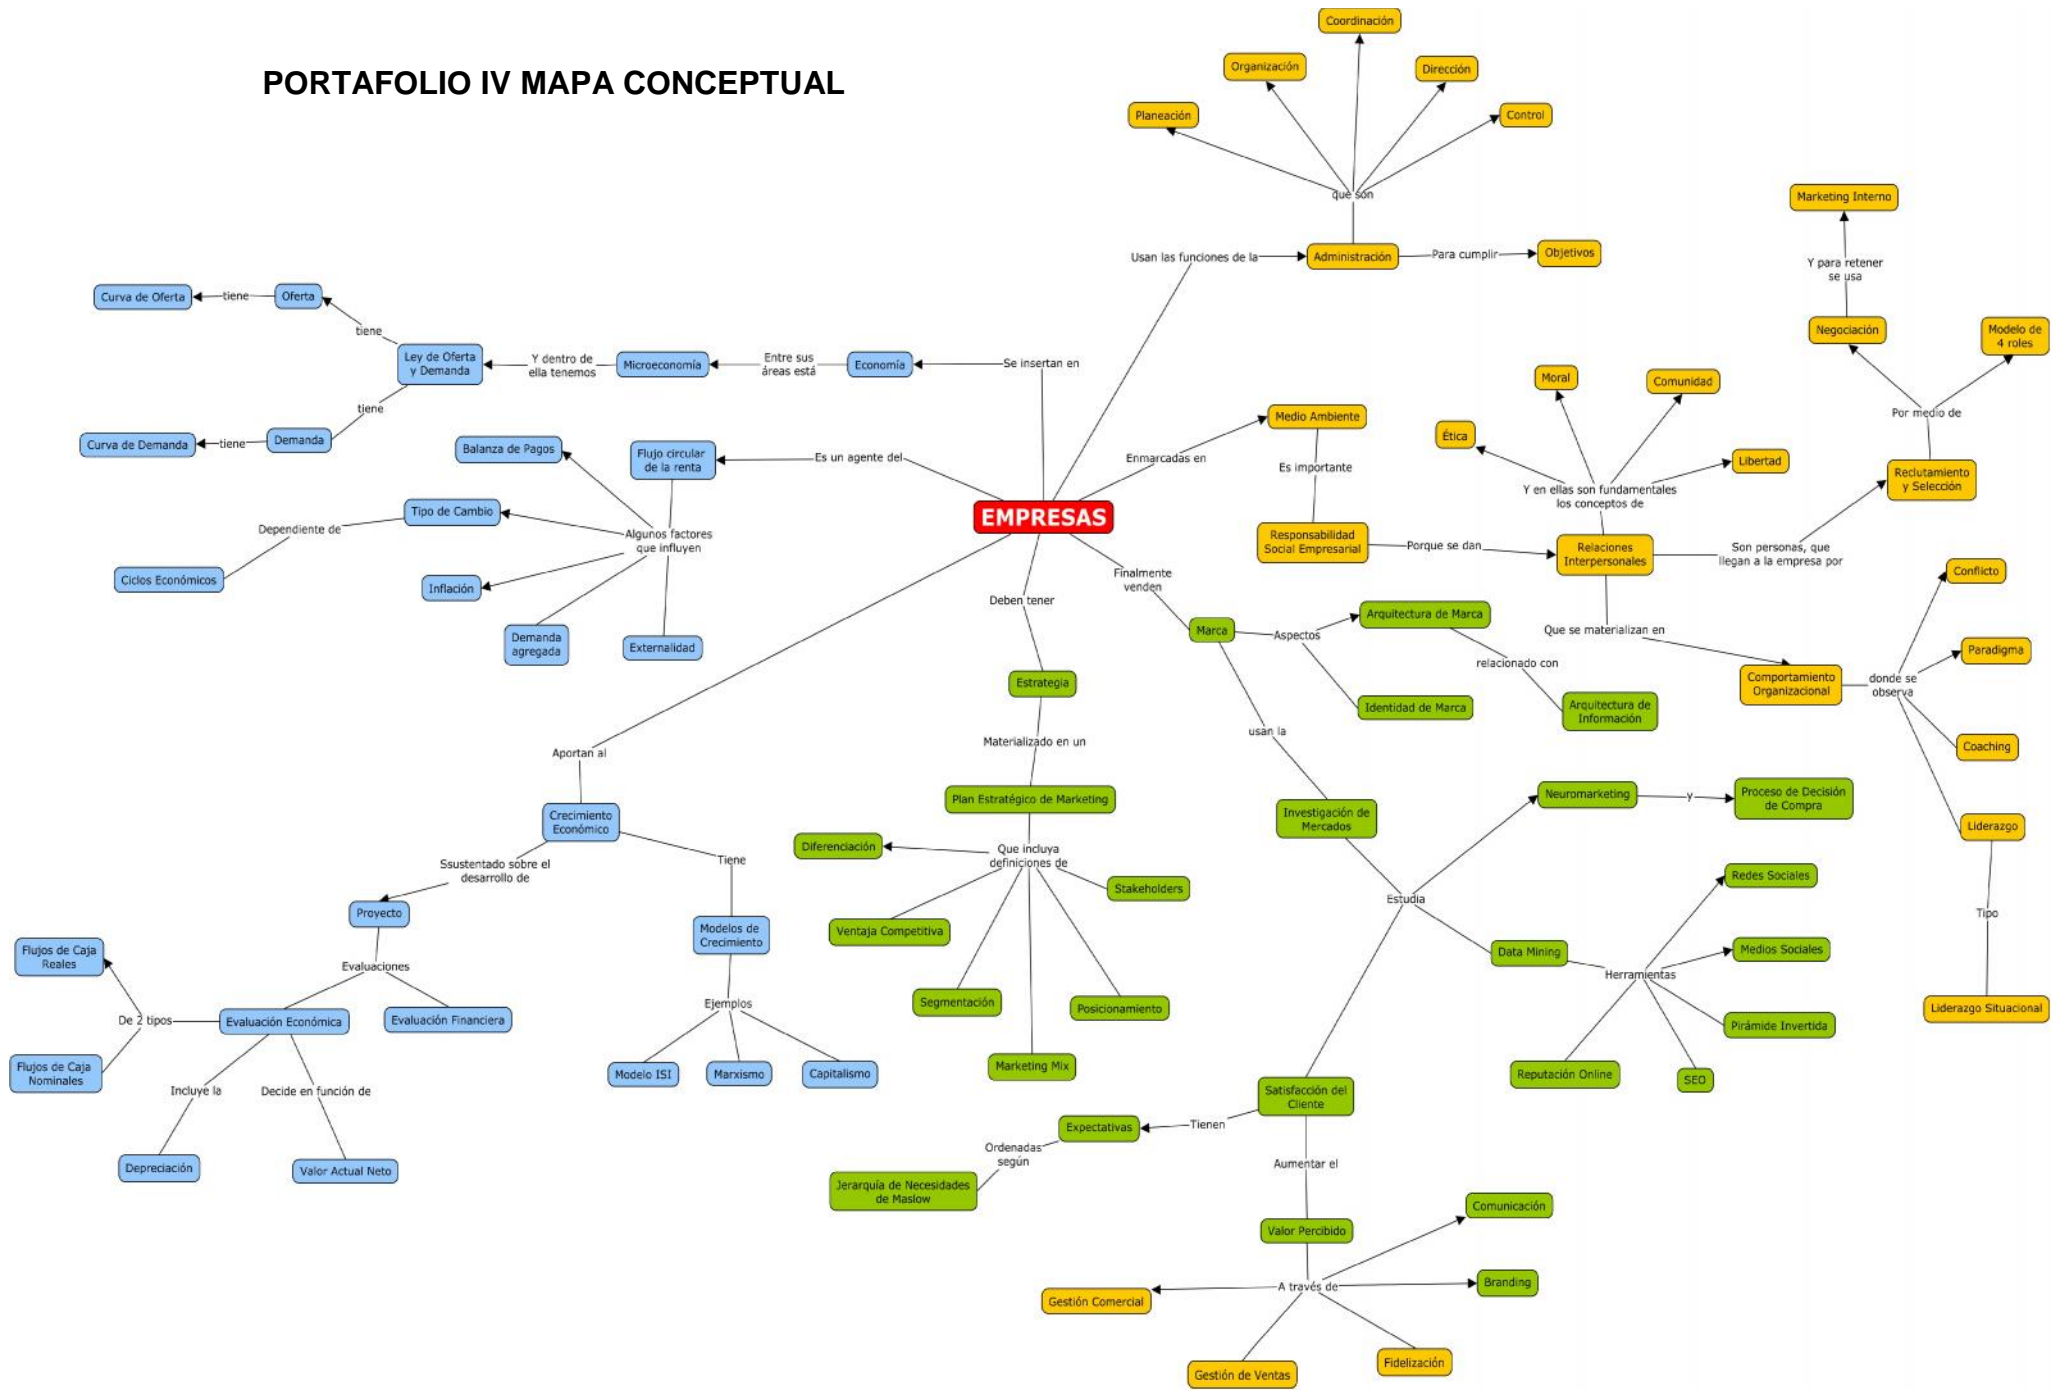 PORTAFOLIO IV MAPA CONCEPTUAL
Coordinación
Organización
Dirección
Planeación
Control
que son
Usan las funciones de la
Administración
Para cumplir
Objetivos
Marketing Interno
Y para retener
se usa
Negociación
Modelo de
4 roles
Por medio de
Reclutamiento
y Selección
Curva de Oferta
tiene
Oferta
tiene
Ley de Oferta
y Demanda
Y dentro de
ella tenemos
Microeconomía
Entre sus
áreas está
Economía
Se insertan en
tiene
Curva de Demanda
tiene
Demanda
Balanza de Pagos
Flujo circular
de la renta
Es un agente del
Tipo de Cambio
Dependiente de
Ciclos Económicos
Algunos factores
que influyen
Inflación
Demanda
agregada
Externalidad
EMPRESAS
Enmarcadas en
Medio Ambiente
Es importante
Responsabilidad
Social Empresarial
Porque se dan
Relaciones
Interpersonales
Moral
Comunidad
Ética
Libertad
Y en ellas son fundamentales
los conceptos de
Son personas, que
llegan a la empresa por
Que se materializan en
Comportamiento
Organizacional
donde se
observa
Conflicto
Paradigma
Coaching
Liderazgo
Tipo
Liderazgo Situacional
Finalmente
venden
Marca
Aspectos
Arquitectura de Marca
relacionado con
Identidad de Marca
Arquitectura de
Información
usan la
Investigación de
Mercados
Estudia
Neuromarketing
y
Proceso de Decisión
de Compra
Data Mining
Herramientas
Redes Sociales
Medios Sociales
Pirámide Invertida
SEO
Reputación Online
Satisfacción del
Cliente
Tienen
Expectativas
Ordenadas
según
Jerarquía de Necesidades
de Maslow
Aumentar el
Valor Percibido
A través de
Comunicación
Branding
Fidelización
Gestión de Ventas
Gestión Comercial
Deben tener
Estrategia
Materializado en un
Plan Estratégico de Marketing
Que incluya
definiciones de
Diferenciación
Stakeholders
Ventaja Competitiva
Segmentación
Posicionamiento
Marketing Mix
Aportan al
Crecimiento
Económico
Ssustentado sobre el
desarrollo de
Tiene
Proyecto
Modelos de
Crecimiento
Evaluaciones
Ejemplos
Modelo ISI
Marxismo
Capitalismo
Flujos de Caja
Reales
De 2 tipos
Evaluación Económica
Evaluación Financiera
Flujos de Caja
Nominales
Incluye la
Decide en función de
Depreciación
Valor Actual Neto